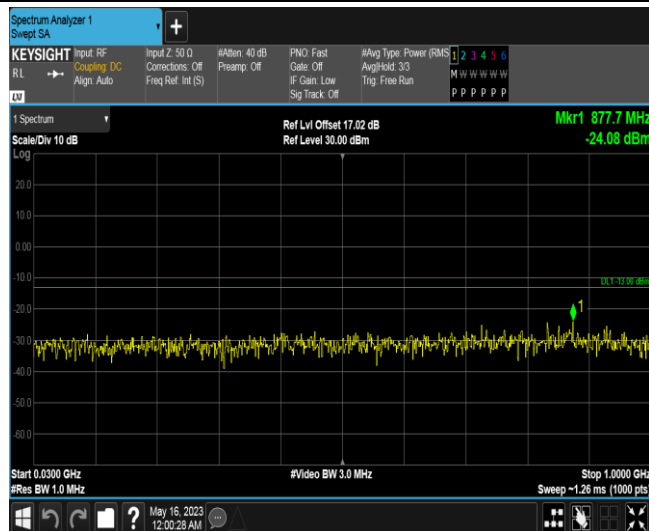 Spectrum Analyzer 1
Swept SA
+
KEYSIGHT
RL
LXI
Input: RF
Coupling: DC
Align: Auto
Input Z: 50 Ω
Corrections: Off
Freq Ref: Int (S)
#Atten: 40 dB
Preamp: Off
PNO: Fast
Gate: Off
IF Gain: Low
Sig Track: Off
#Avg Type: Power (RMS
Avg|Hold: 3/3
Trig: Free Run
1 2 3 4 5 6
M W W W W W
P P P P P P
1 Spectrum
Scale/Div 10 dB
Log
Ref Lvl Offset 17.02 dB
Ref Level 30.00 dBm
Mkr1 877.7 MHz
-24.08 dBm
20.0
10.0
0.00
-10.0
DL1 -13.00 dBm
-20.0
1
-30.0
-40.0
-50.0
-60.0
Start 0.0300 GHz
#Video BW 3.0 MHz
Stop 1.0000 GHz
#Res BW 1.0 MHz
Sweep ~1.26 ms (1000 pts)
?
May 16, 2023
12:00:28 AM